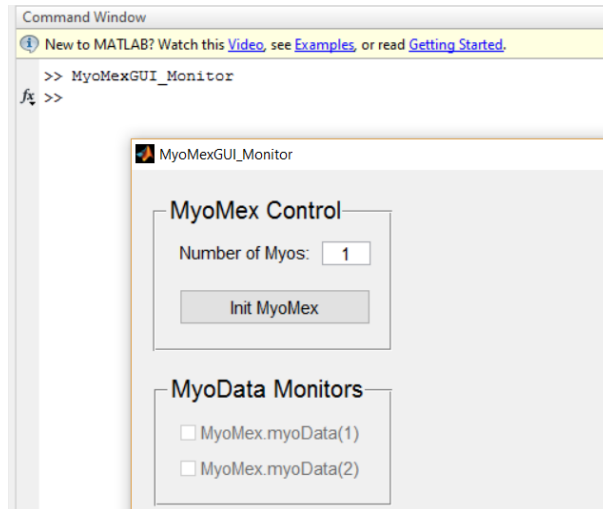 Command Window
New to MATLAB? Watch this Video, see Examples, or read Getting Started.
>> MyoMexGUI_Monitor
fx >>
MyoMexGUI_Monitor
MyoMex Control
Number of Myos: 1
Init MyoMex
MyoData Monitors
MyoMex.myoData(1)
MyoMex.myoData(2)